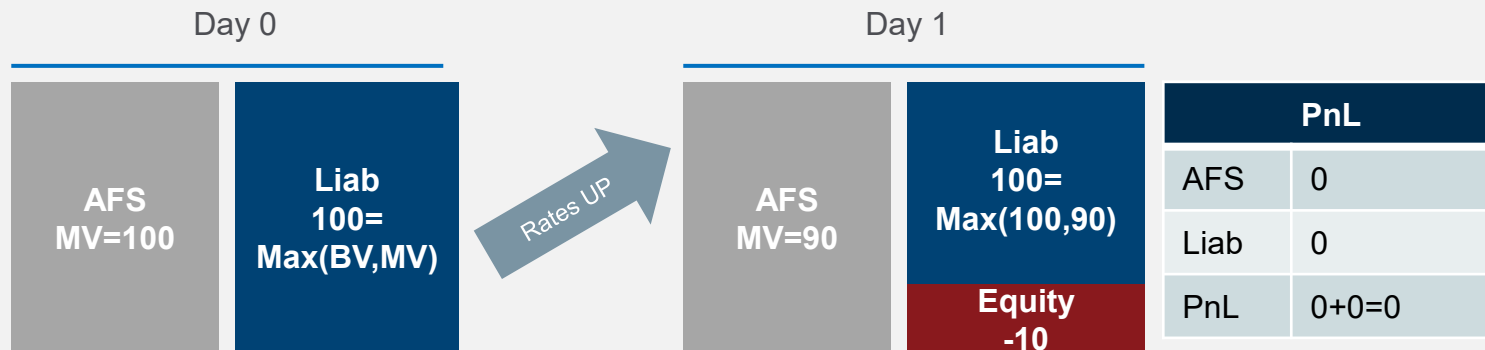 Day 0
AFS
MV=100
Liab
100=
Max(BV,MV)
Rates UP
Day 1
AFS
MV=90
Liab
100=
Max(100,90)
Equity
-10
PnL
AFS 0
Liab 0
PnL 0+0=0